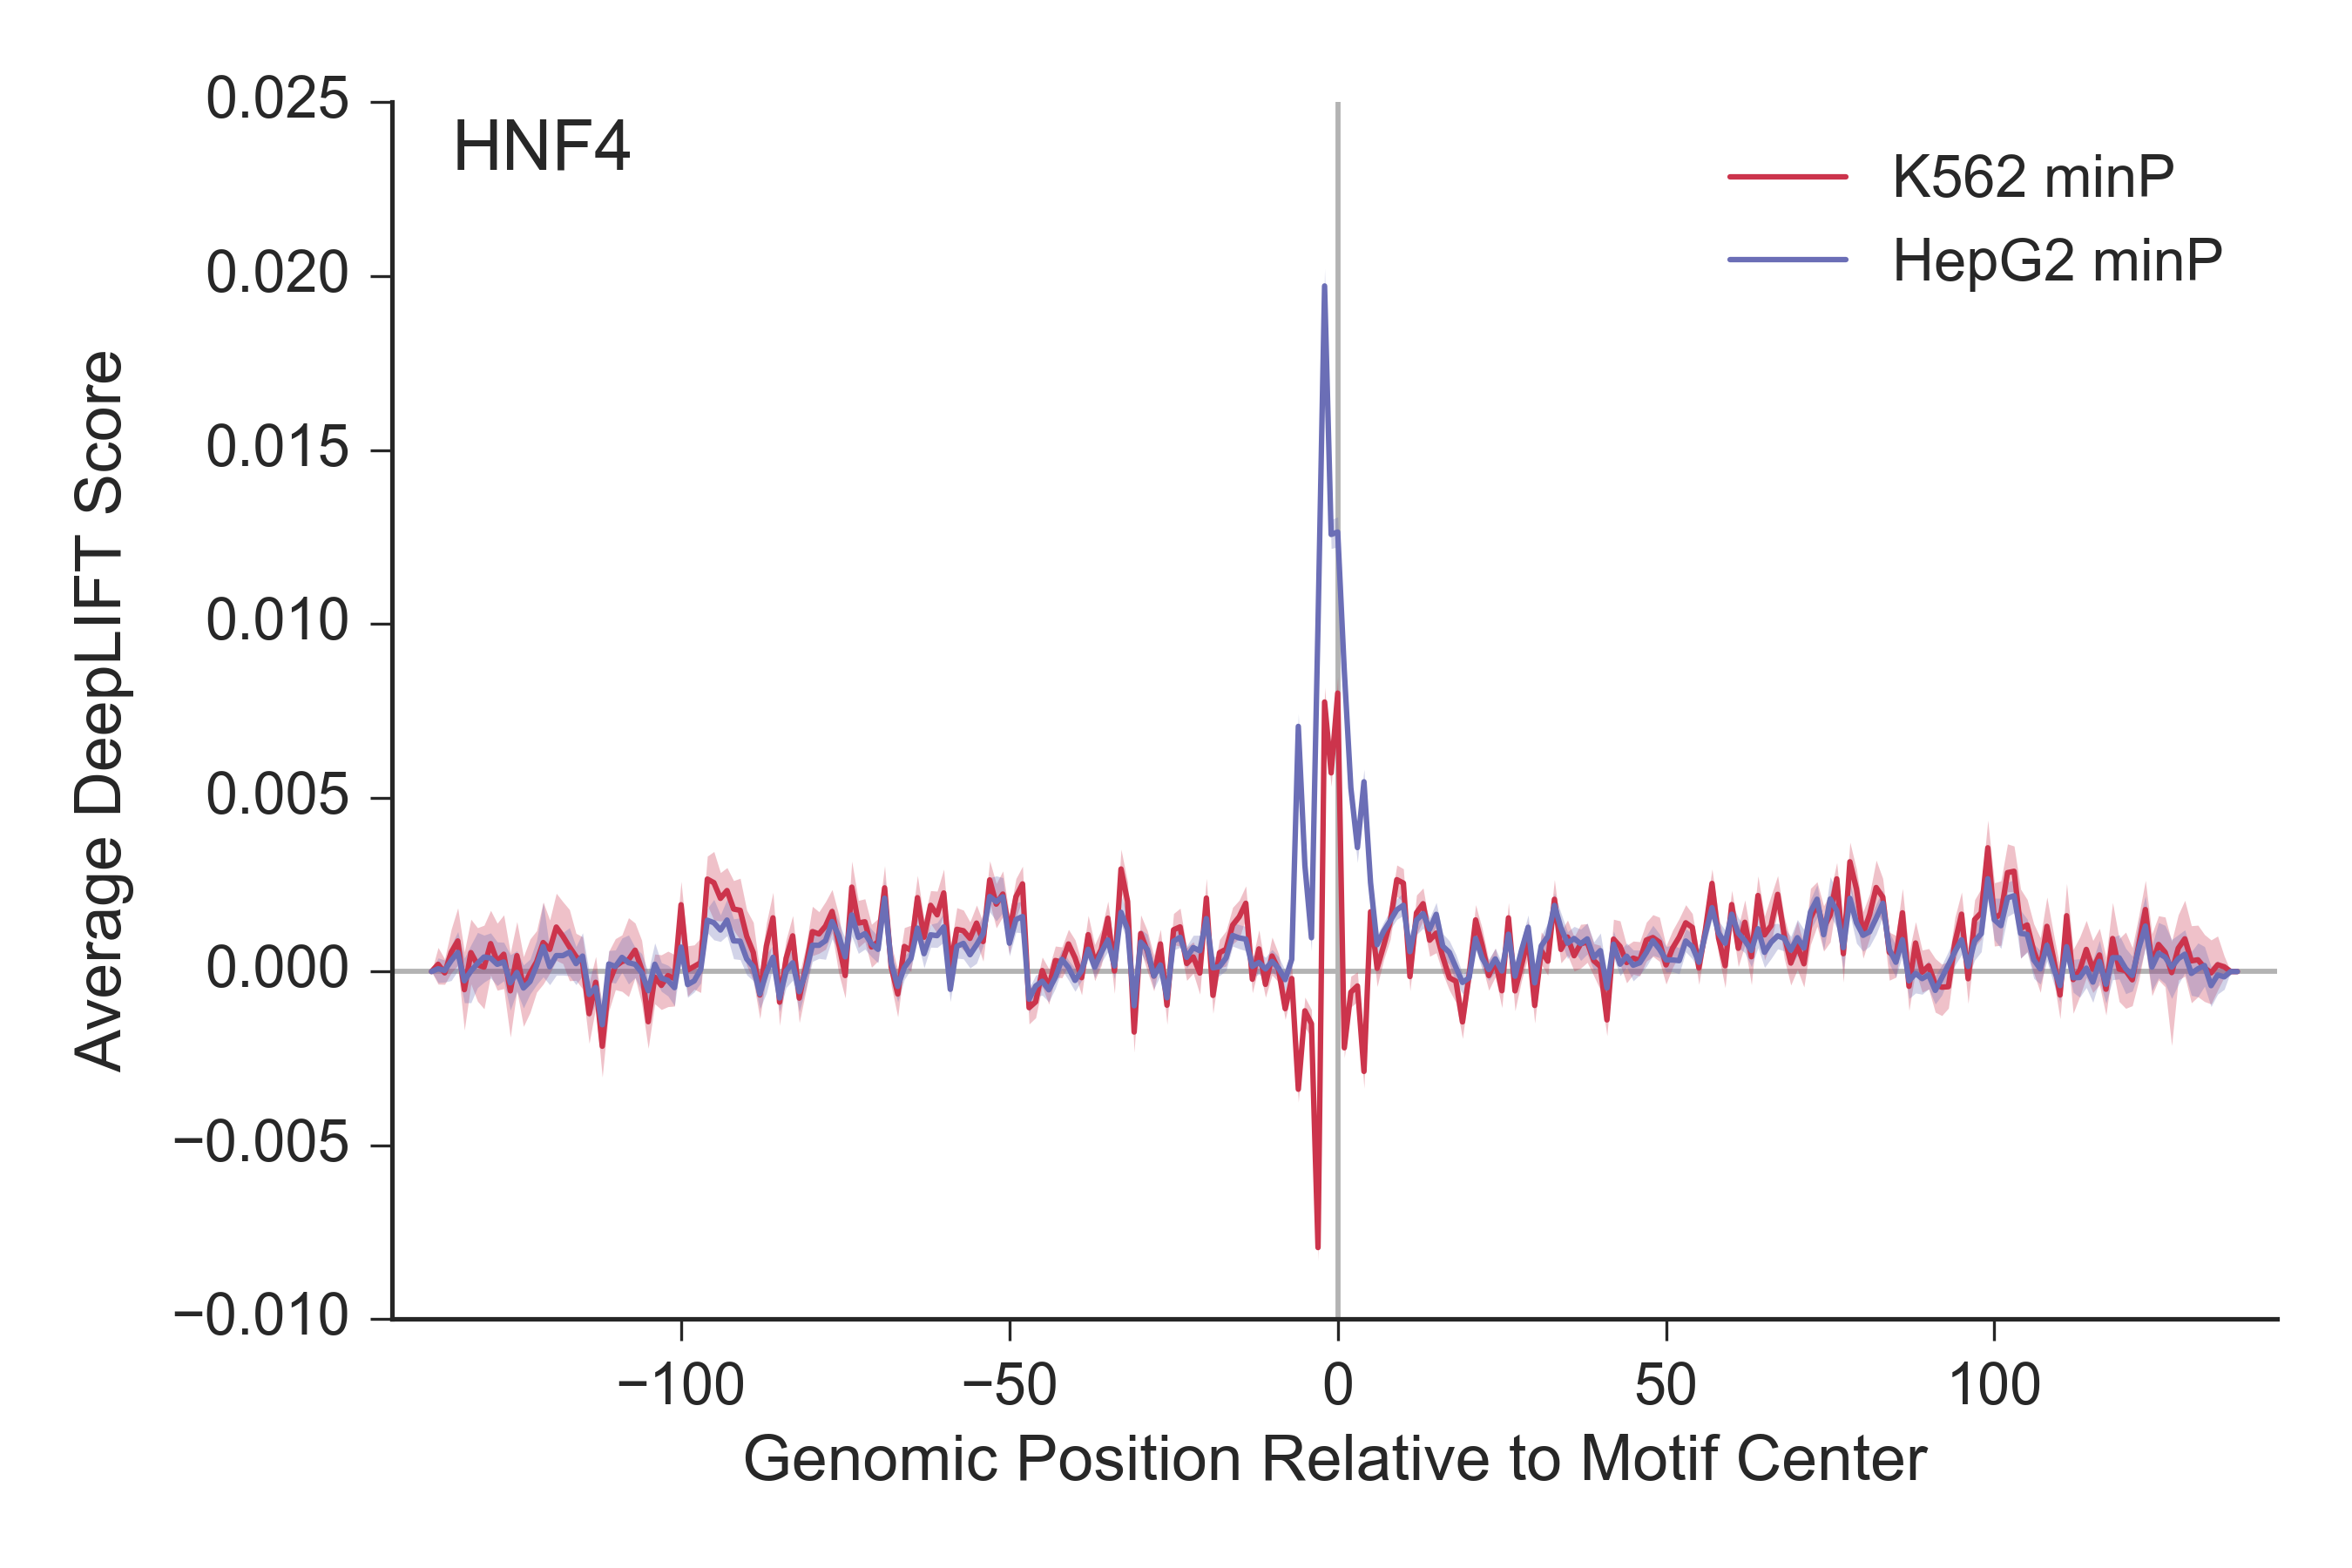 HNF4
K562 minP
HepG2 minP
Average DeepLIFT Score
0.025
0.020
0.015
0.010
0.005
0.000
−0.005
−0.010
−100
−50
0
50
100
Genomic Position Relative to Motif Center